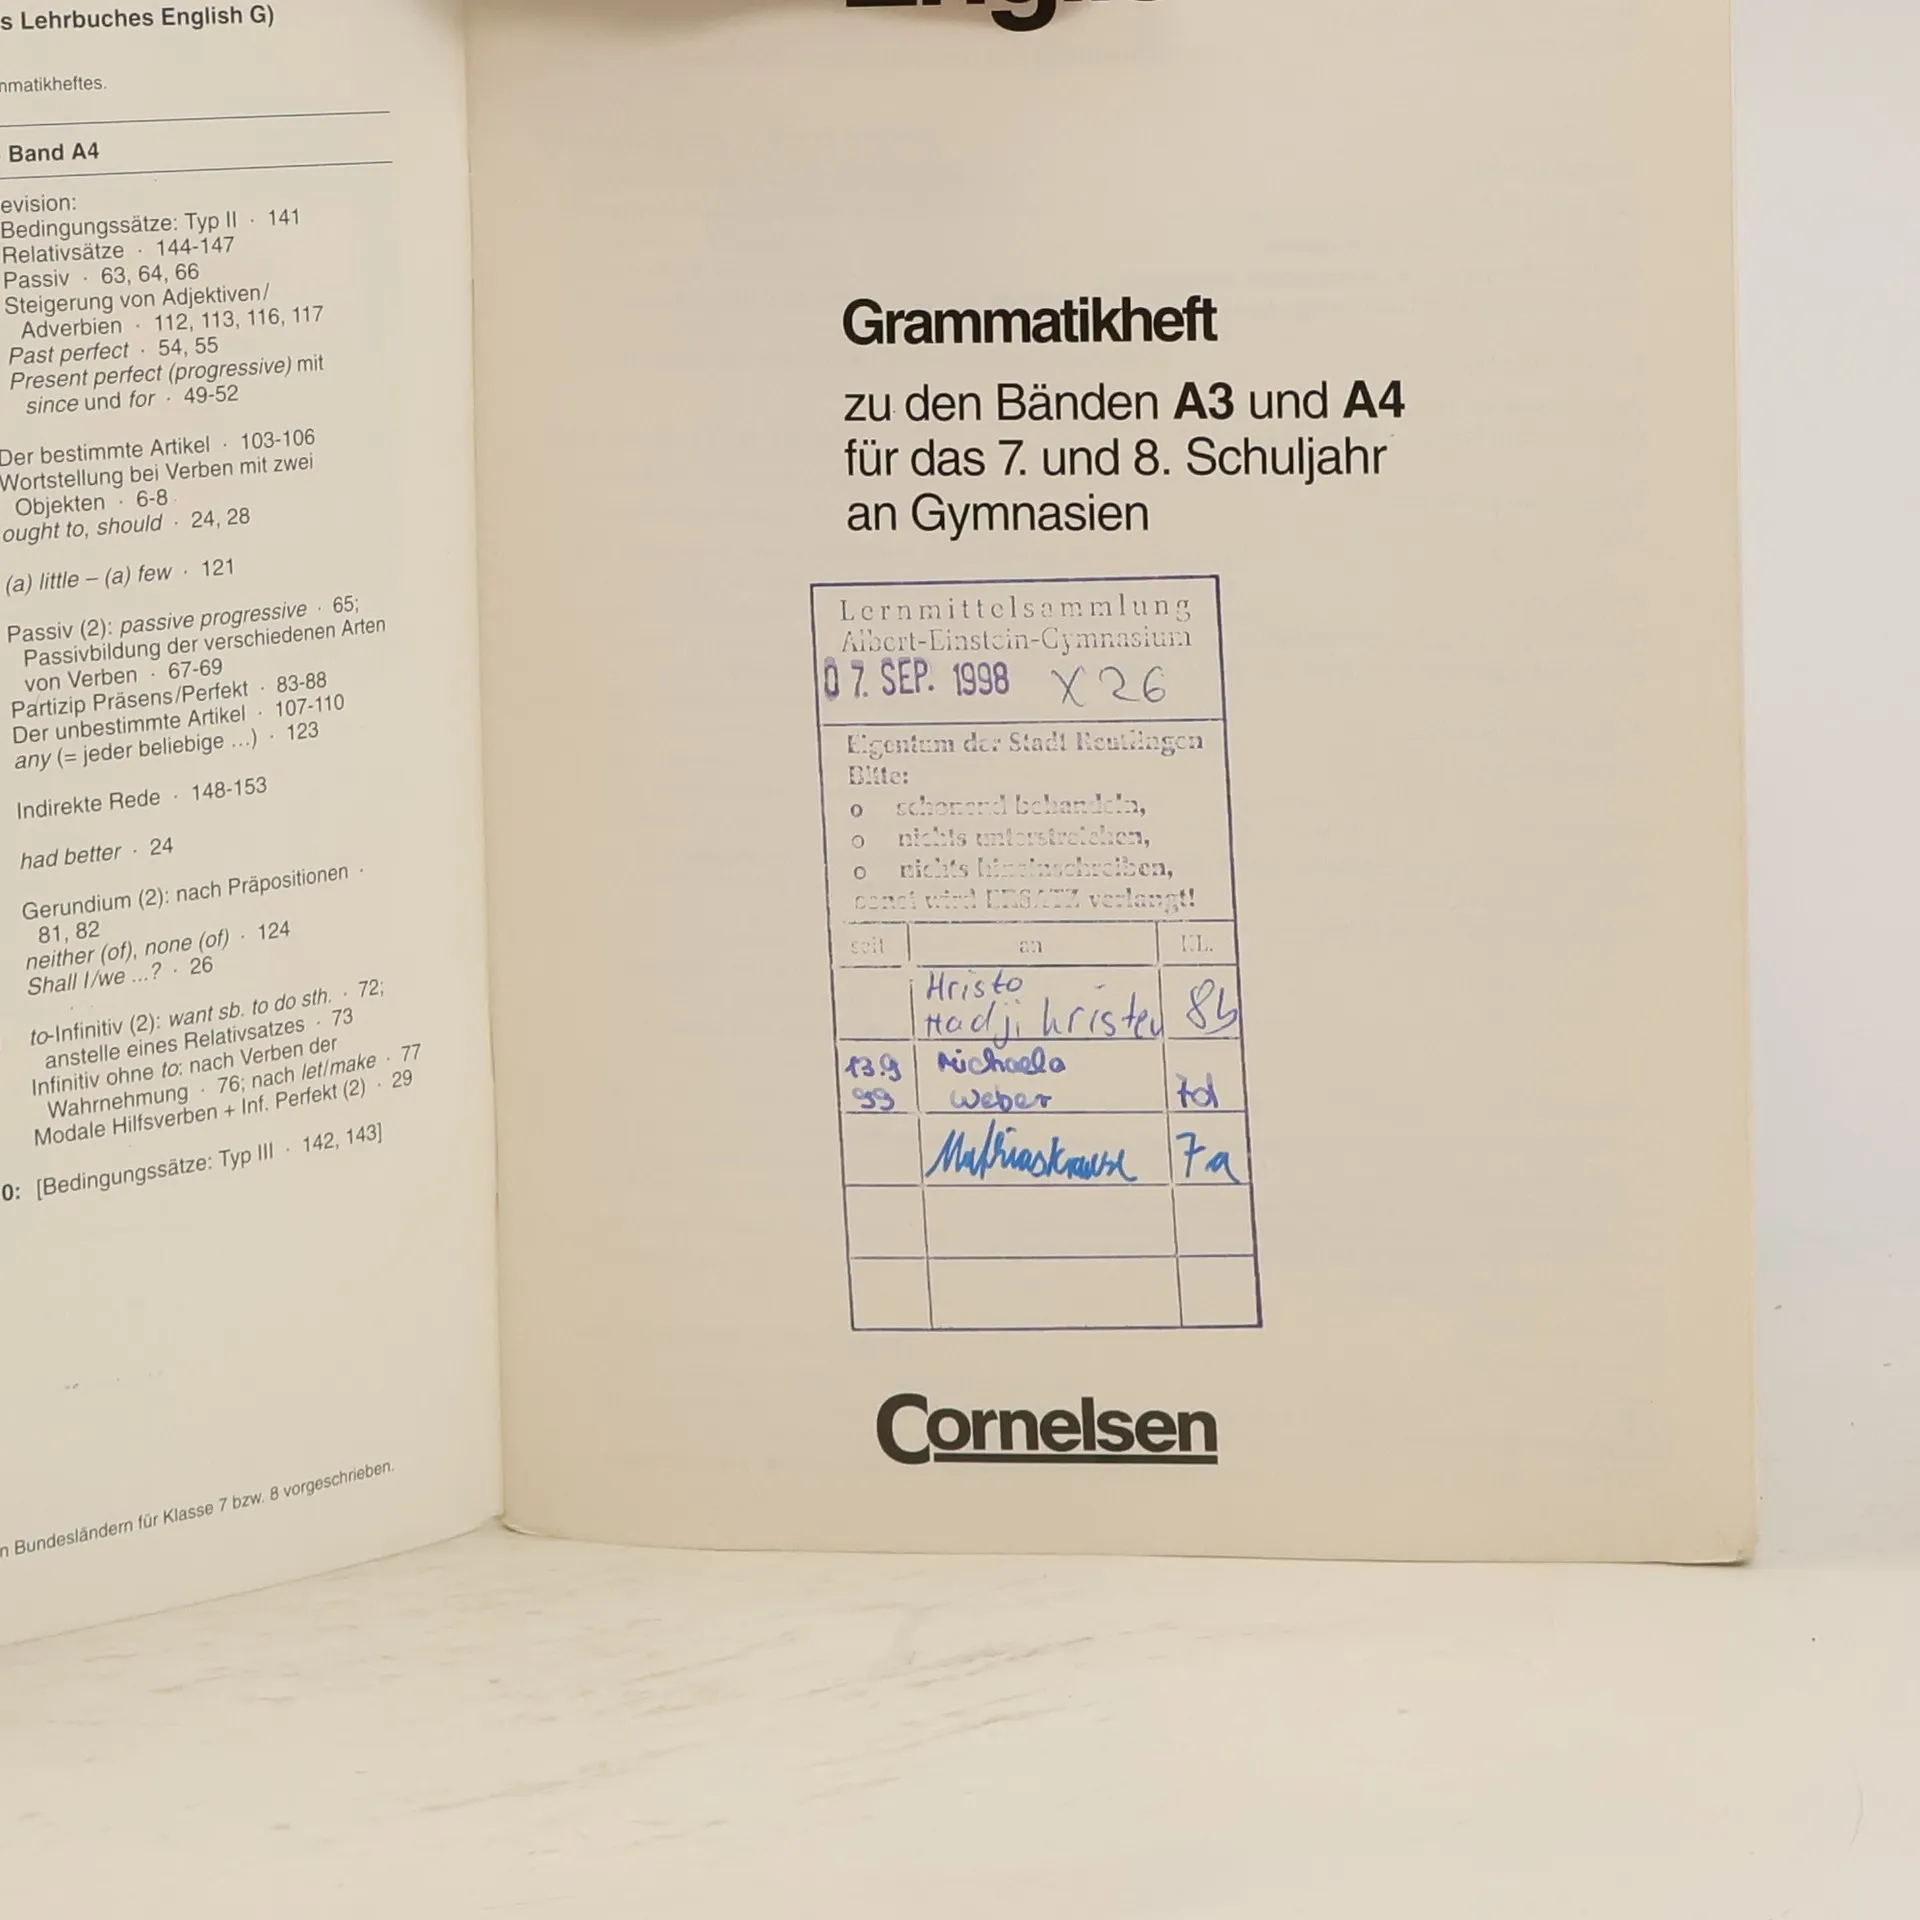 s Lehrbuches English G)
nmatikheftes.
Band A4
evision:
Bedingungssätze: Typ II · 141
Relativsätze · 144-147
Passiv · 63, 64, 66
Steigerung von Adjektiven/
Adverbien · 112, 113, 116, 117
Past perfect · 54, 55
Present perfect (progressive) mit
since und for · 49-52
Der bestimmte Artikel · 103-106
Wortstellung bei Verben mit zwei
Objekten · 6-8
ought to, should · 24, 28
(a) little – (a) few · 121
Passiv (2): passive progressive · 65;
Passivbildung der verschiedenen Arten
von Verben · 67-69
Partizip Präsens/Perfekt · 83-88
Der unbestimmte Artikel · 107-110
any (= jeder beliebige ...) · 123
Indirekte Rede · 148-153
had better · 24
Gerundium (2): nach Präpositionen ·
81, 82
neither (of), none (of) · 124
Shall I/we ...? · 26
to-Infinitiv (2): want sb. to do sth. · 72;
anstelle eines Relativsatzes · 73
Infinitiv ohne to: nach Verben der
Wahrnehmung · 76; nach let/make · 77
Modale Hilfsverben + Inf. Perfekt (2) · 29
0: [Bedingungssätze: Typ III · 142, 143]
n Bundesländern für Klasse 7 bzw. 8 vorgeschrieben.
Grammatikheft
zu den Bänden A3 und A4
für das 7. und 8. Schuljahr
an Gymnasien
Lernmittelsammlung
Albert-Einstein-Gymnasium
07. SEP. 1998 X 26
Eigentum der Stadt Reutlingen
Bitte:
o schonend behandeln,
o nichts unterstreichen,
o nichts hineinschreiben,
sonst wird ERSATZ verlangt!
seit an KL.
Hristo
Hadjihristev 8b
13.9 Michaela
99 Weber 7d
Mathias Krause 7a
Cornelsen